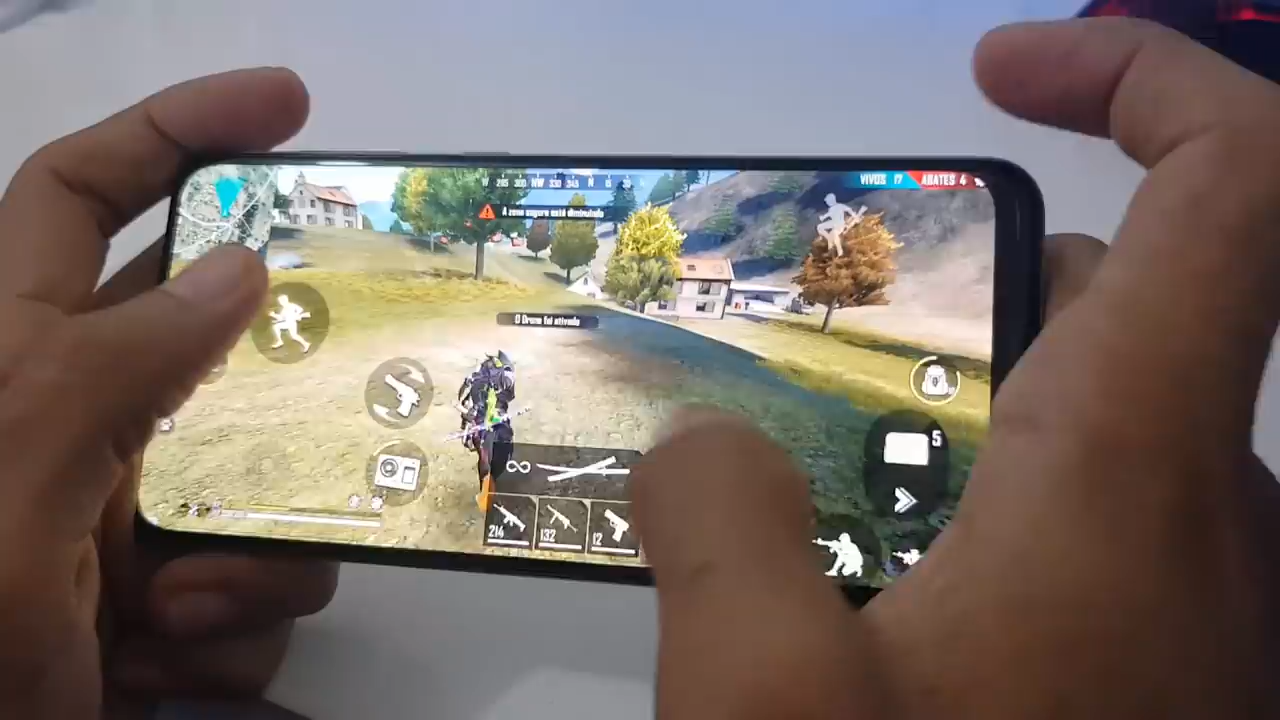 W 285 300 NW 330 345 N 15
VIVOS 17 ABATES 4
A zona segura está diminuindo
O Drone foi ativado
5
∞
214 132 12